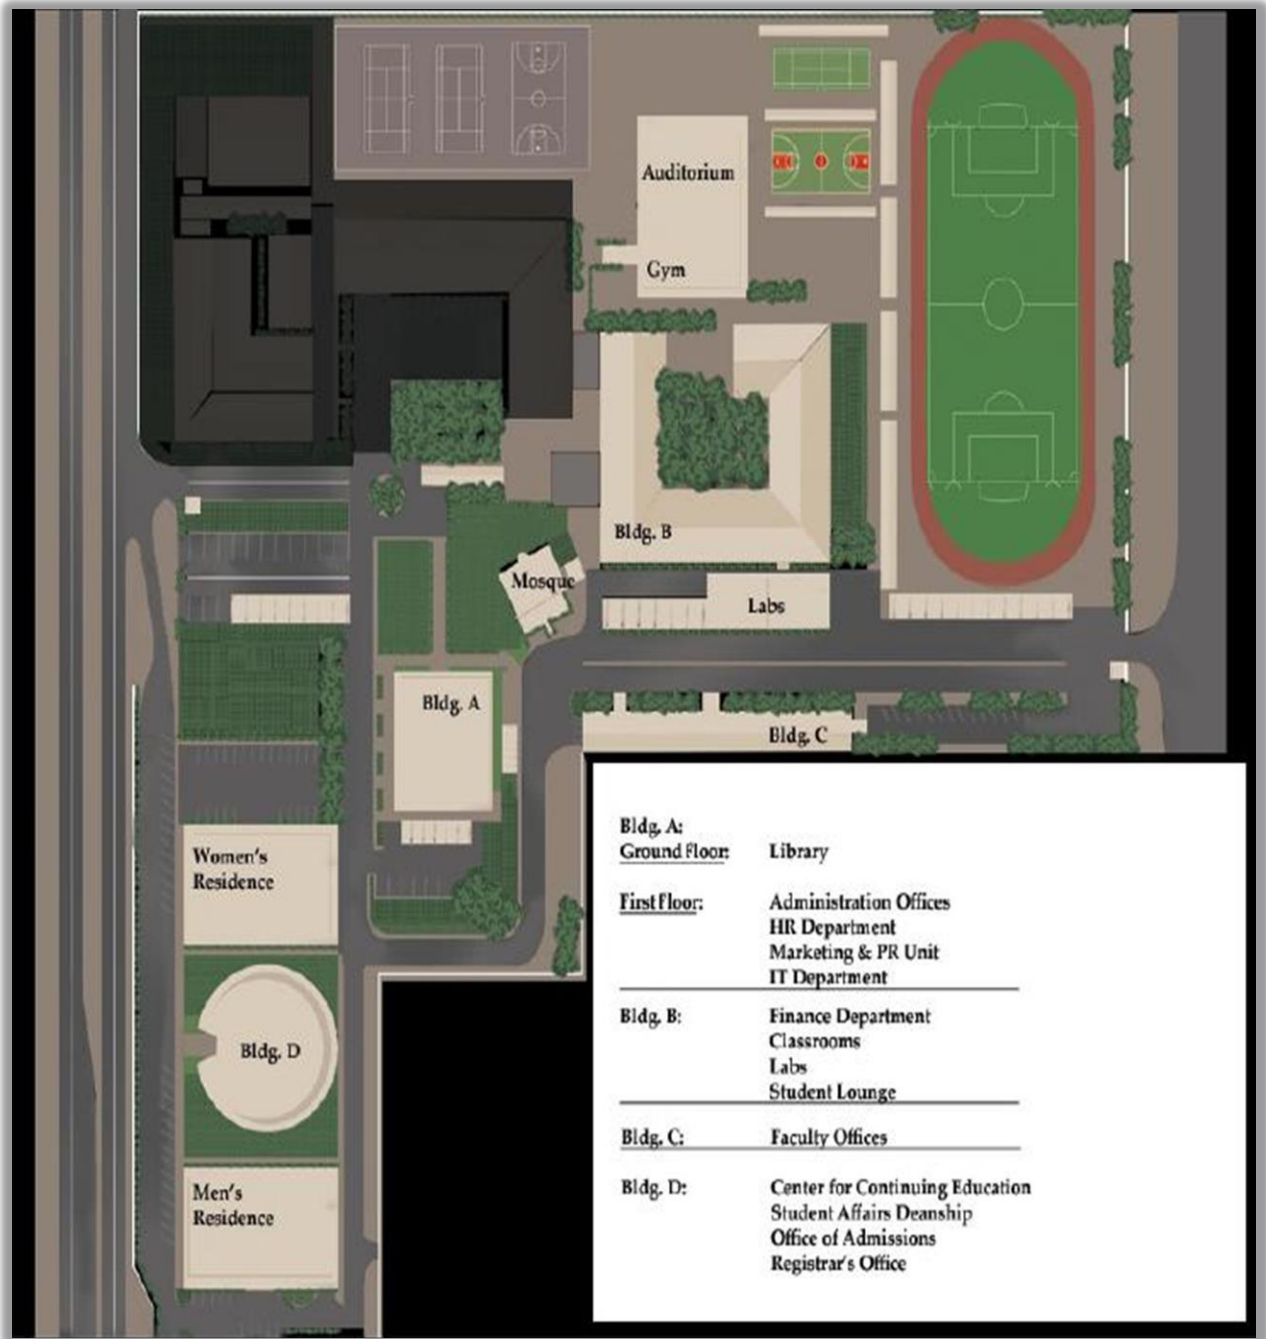 Auditorium
Gym
Bldg. B
Mosque
Labs
Bldg. A
Bldg. C
Women's
Residence
Bldg. D
Men's
Residence
Bldg. A:
Ground Floor: Library
First Floor: Administration Offices
HR Department
Marketing & PR Unit
IT Department
Bldg. B: Finance Department
Classrooms
Labs
Student Lounge
Bldg. C: Faculty Offices
Bldg. D: Center for Continuing Education
Student Affairs Deanship
Office of Admissions
Registrar's Office